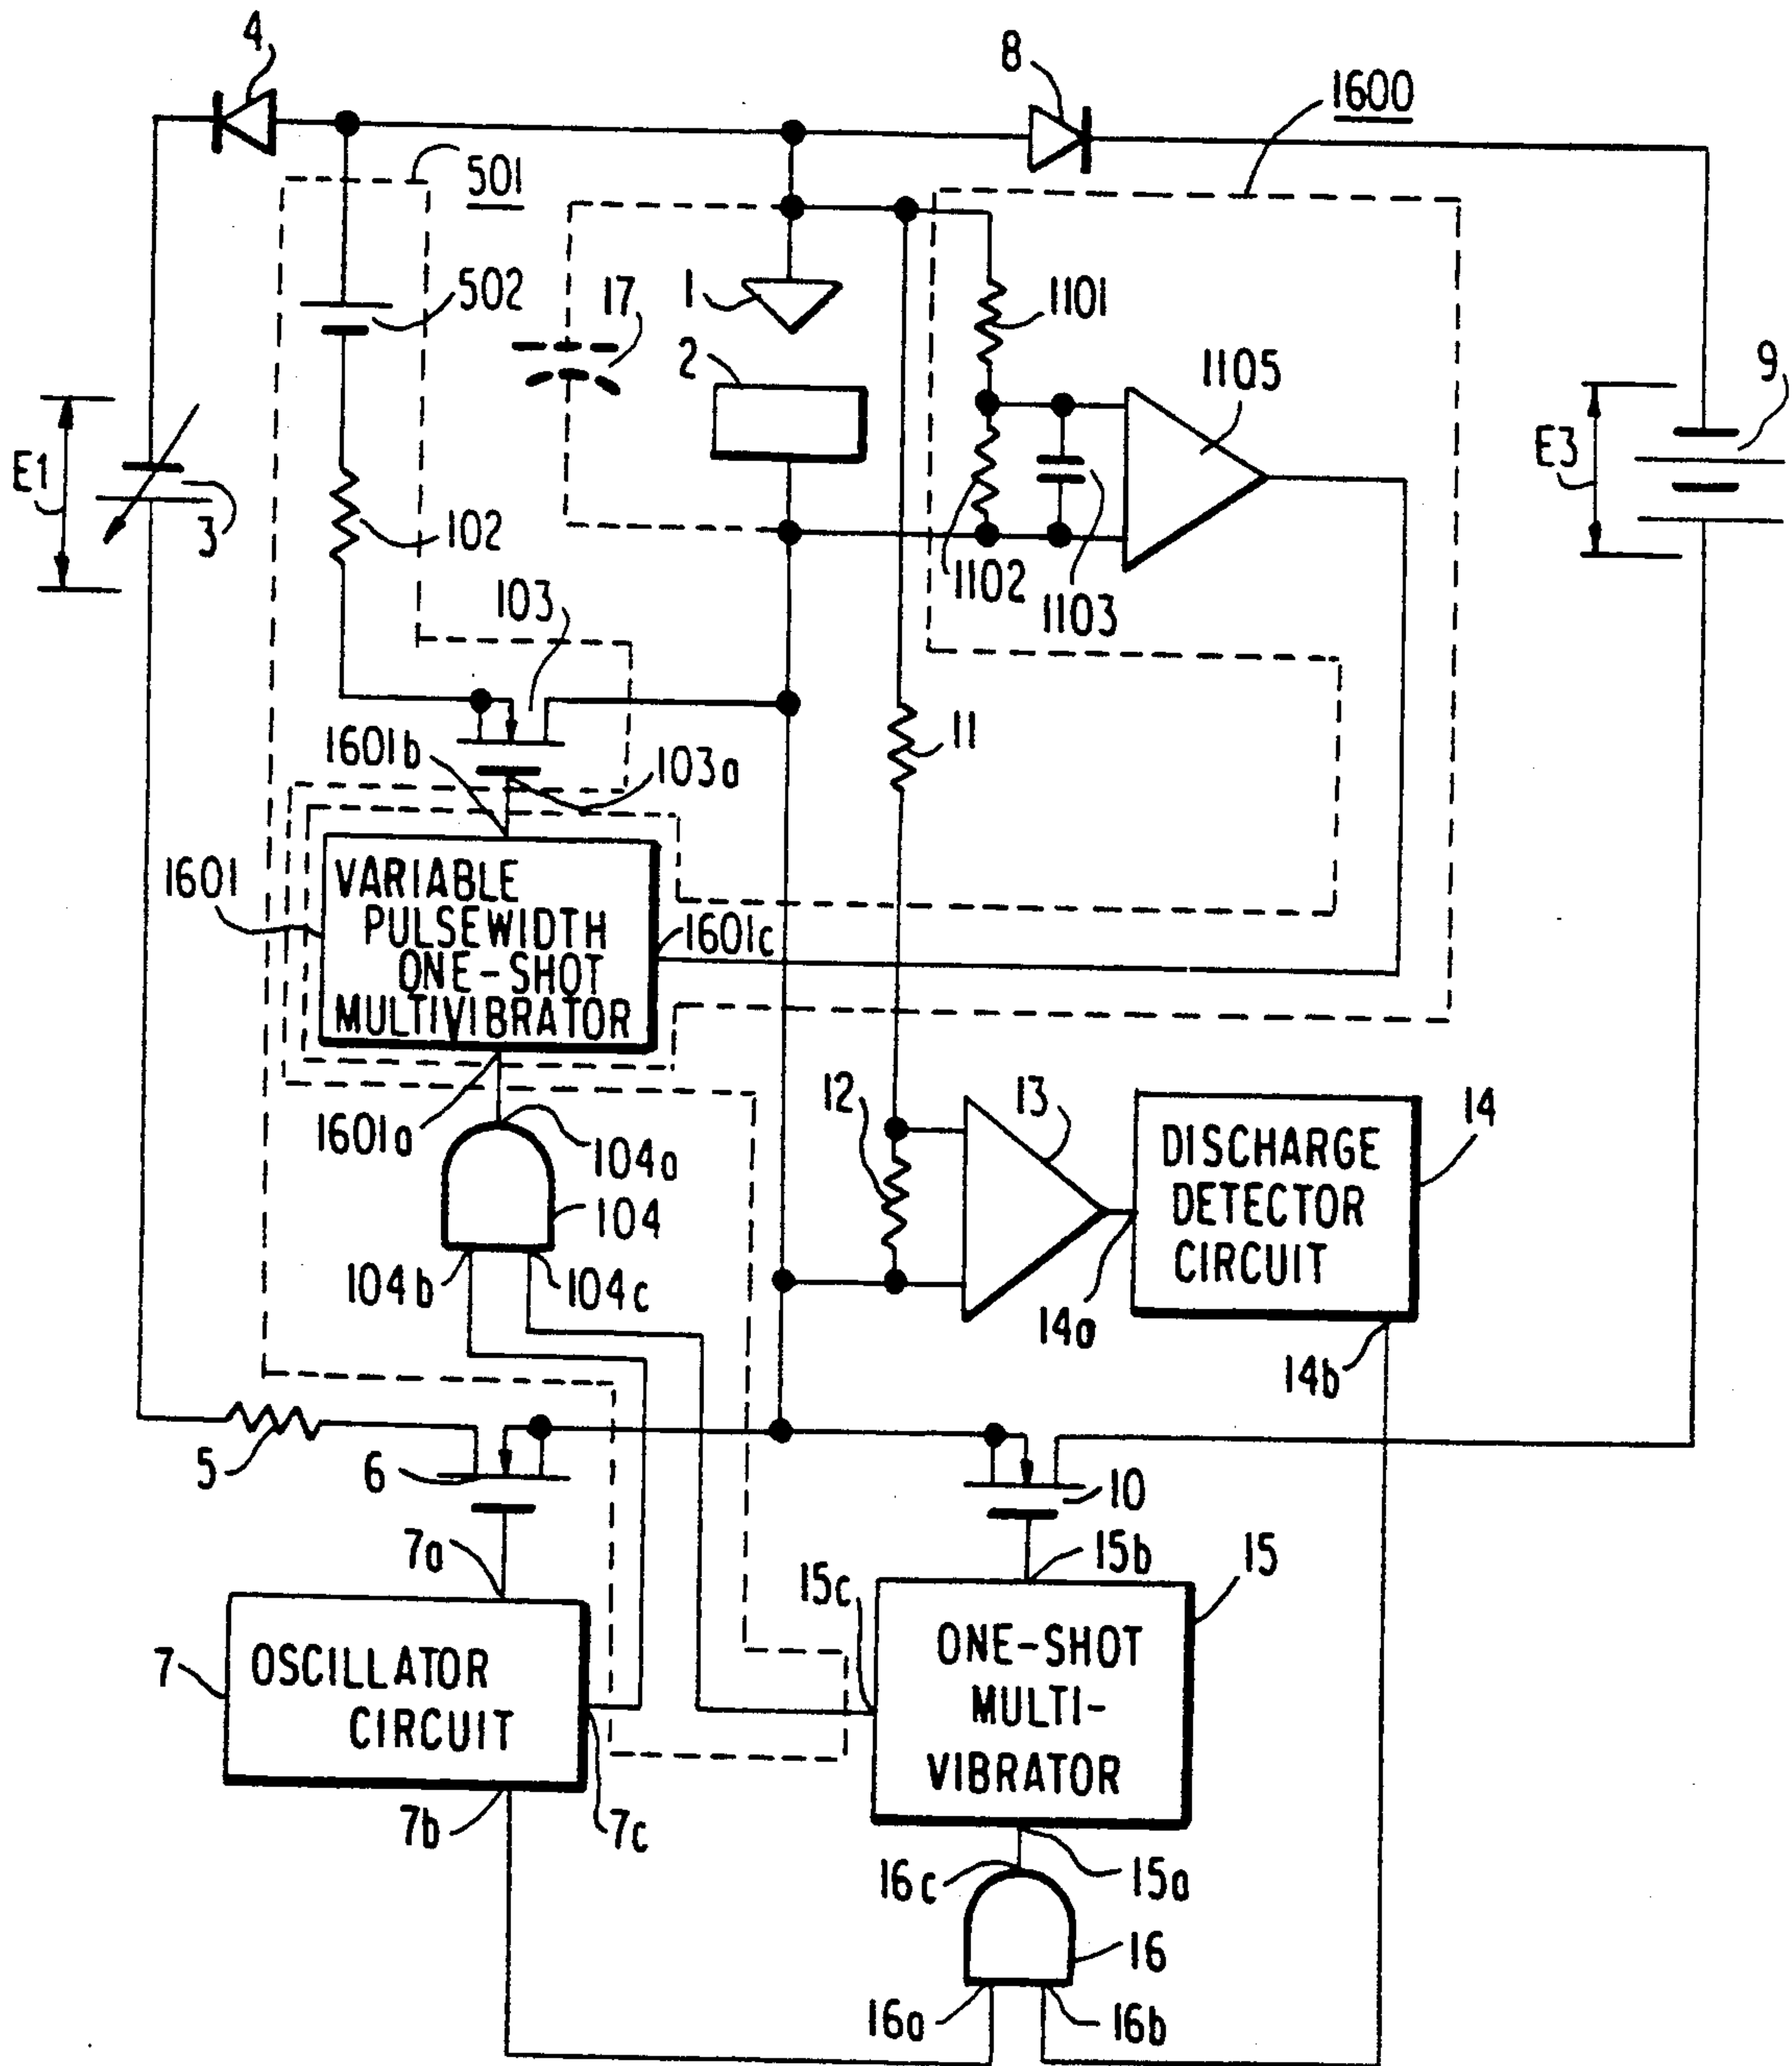 4
8
1600
501
502
17
1
1101
2
1105
9
E1
E3
3
102
1102
1103
103
11
1601b
103a
1601
VARIABLE
PULSEWIDTH
ONE-SHOT
MULTIVIBRATOR
1601c
12
13
14
1601a
104a
DISCHARGE
DETECTOR
CIRCUIT
104
104b
104c
14a
14b
5
6
10
7a
15b
15
15c
7
OSCILLATOR
CIRCUIT
ONE-SHOT
MULTI-
VIBRATOR
7b
7c
16c
15a
16
16a
16b